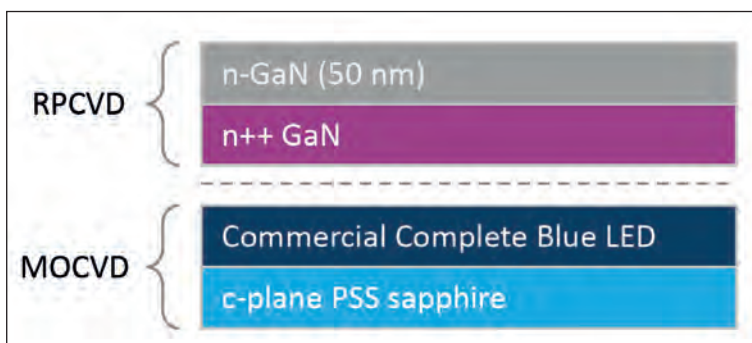 RPCVD
n-GaN (50 nm)
n++ GaN
MOCVD
Commercial Complete Blue LED
c-plane PSS sapphire